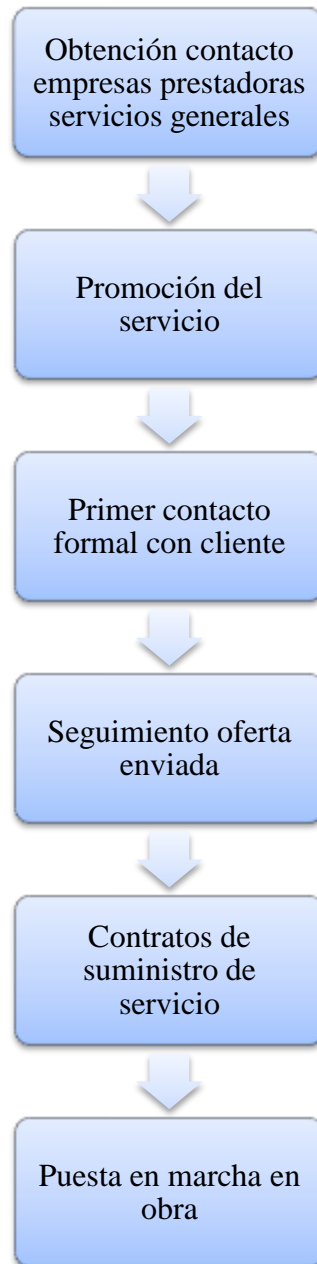 Obtención contacto
empresas prestadoras
servicios generales
Promoción del
servicio
Primer contacto
formal con cliente
Seguimiento oferta
enviada
Contratos de
suministro de
servicio
Puesta en marcha en
obra